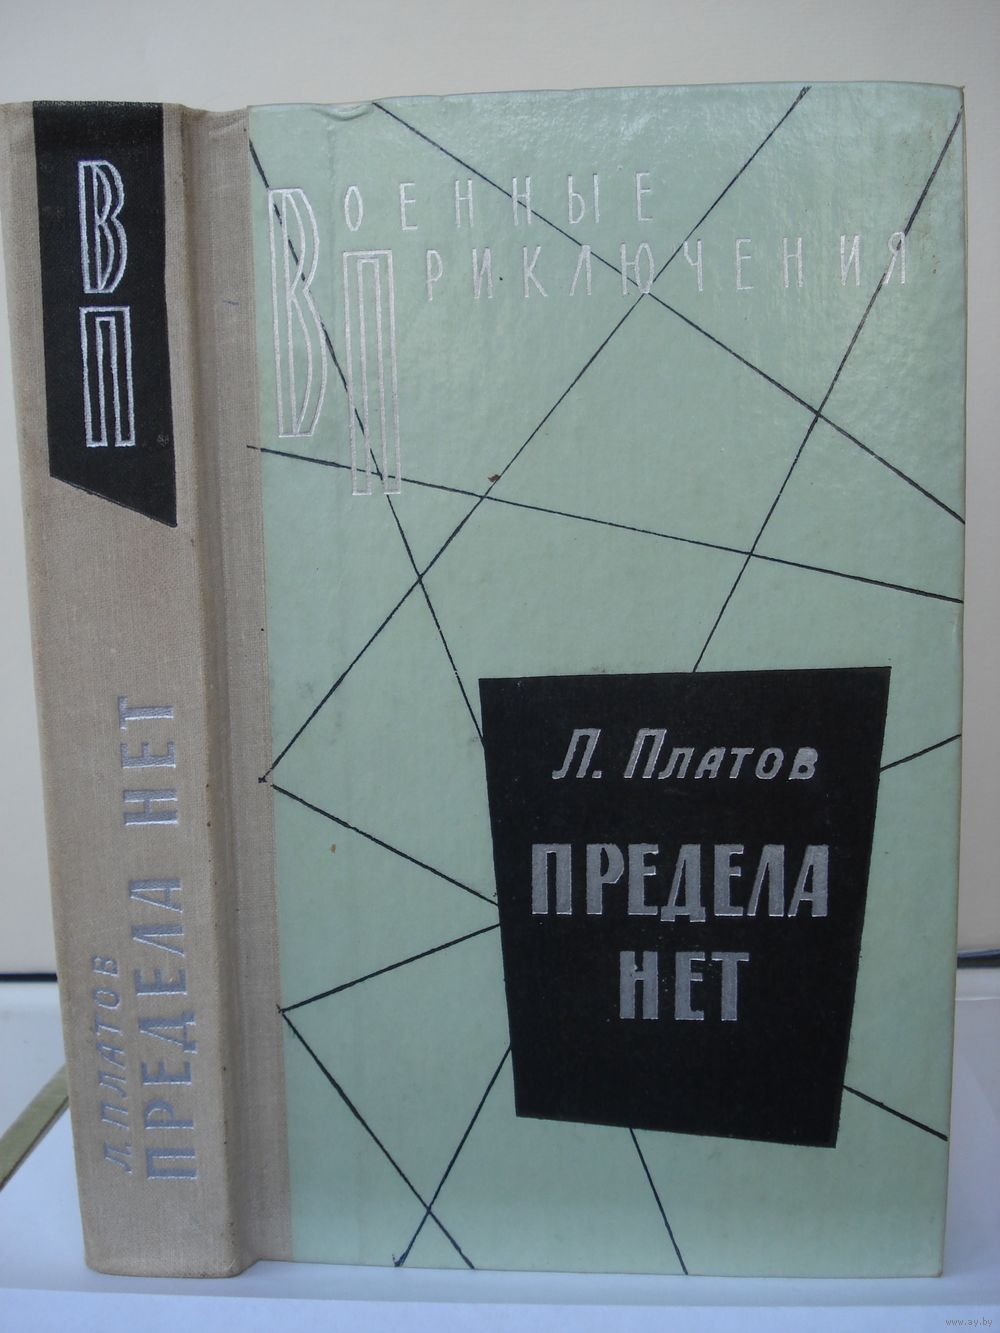 ВП
Л. ПЛАТОВ
ПРЕДЕЛА НЕТ
ВОЕННЫЕ
ПРИКЛЮЧЕНИЯ
Л. ПЛАТОВ
ПРЕДЕЛА
НЕТ
www.ay.by